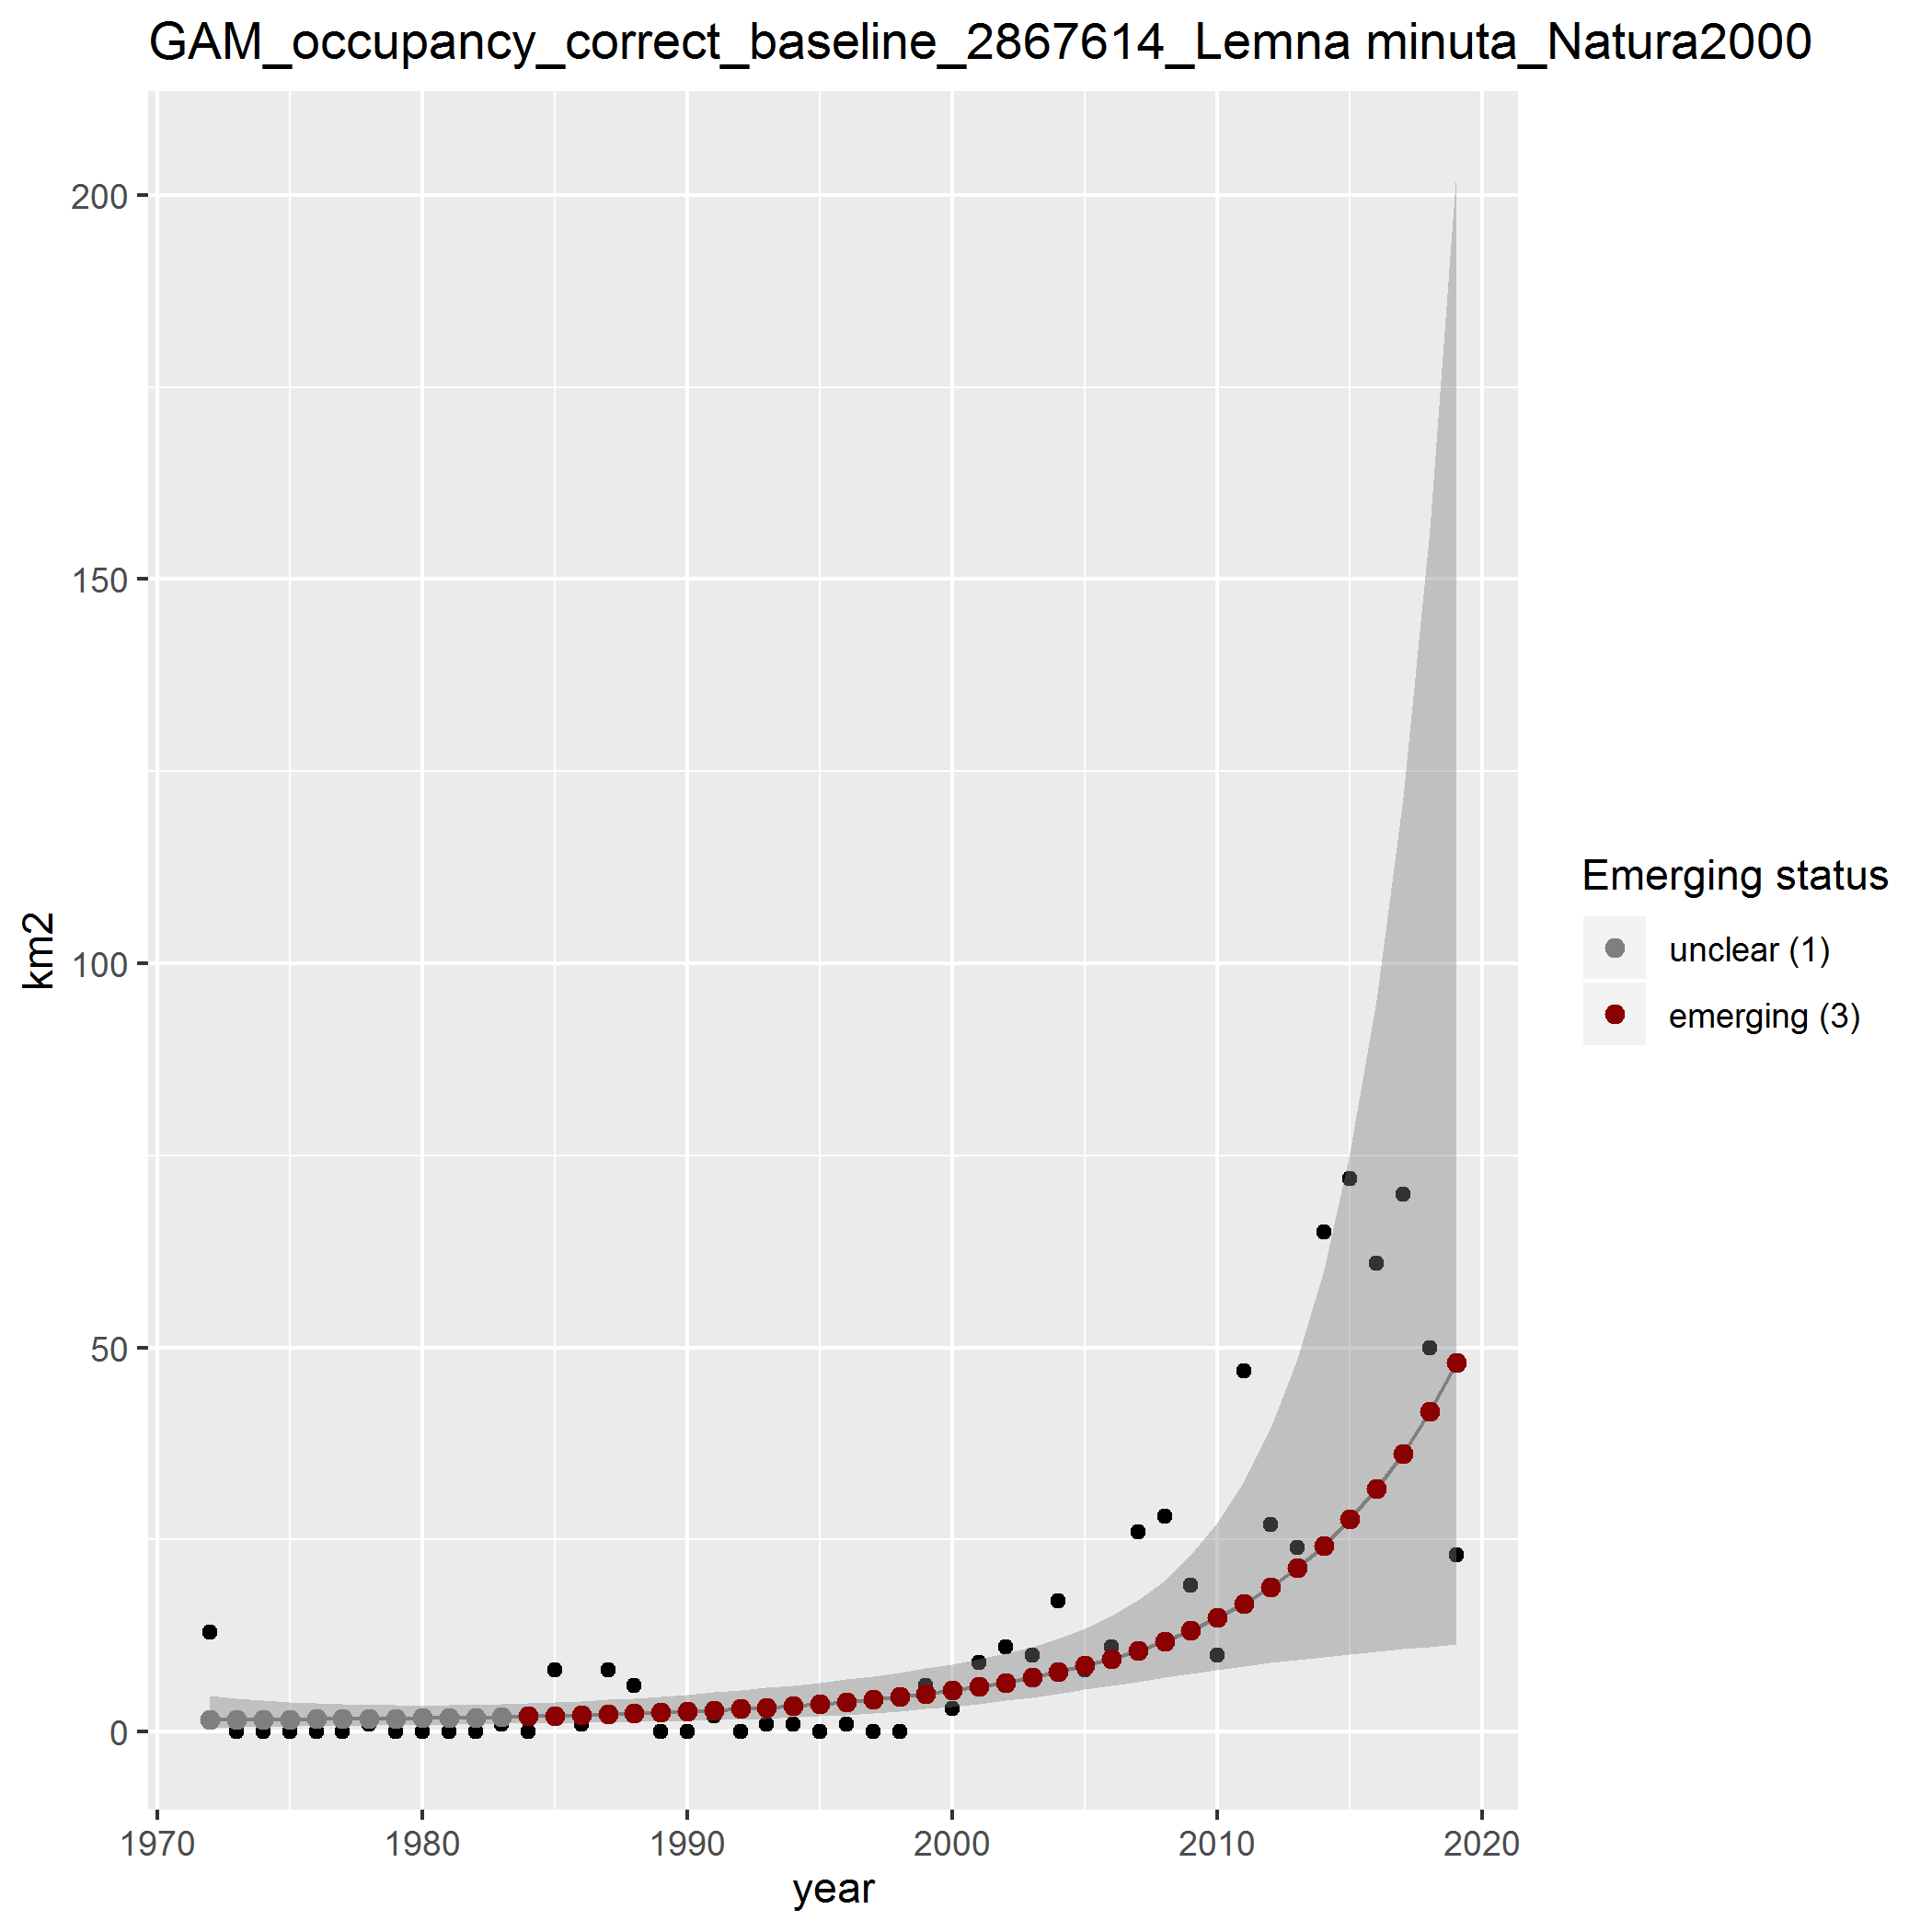 GAM_occupancy_correct_baseline_2867614_Lemna minuta_Natura2000
200
150
100
50
0
km2
1970 1980 1990 2000 2010 2020
year
Emerging status
unclear (1)
emerging (3)